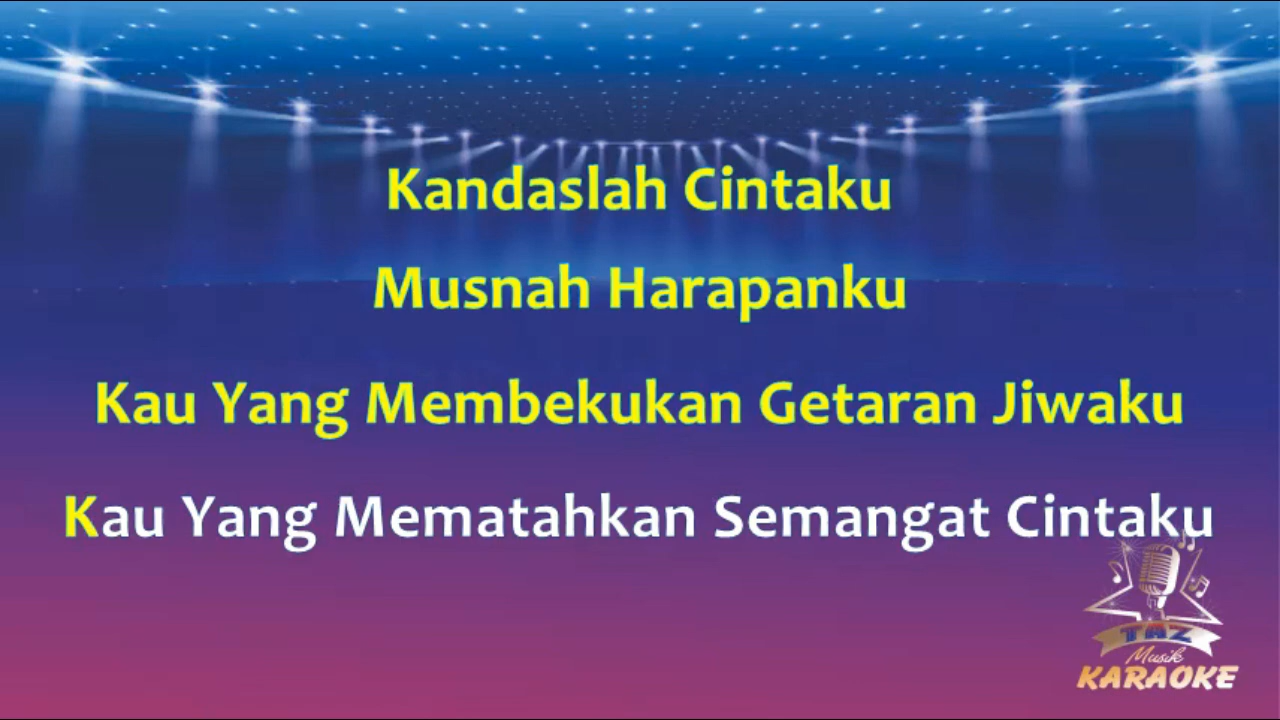 Kandaslah Cintaku
Musnah Harapanku
Kau Yang Membekukan Getaran Jiwaku
Kau Yang Mematahkan Semangat Cintaku
TAZ
Musik
KARAOKE